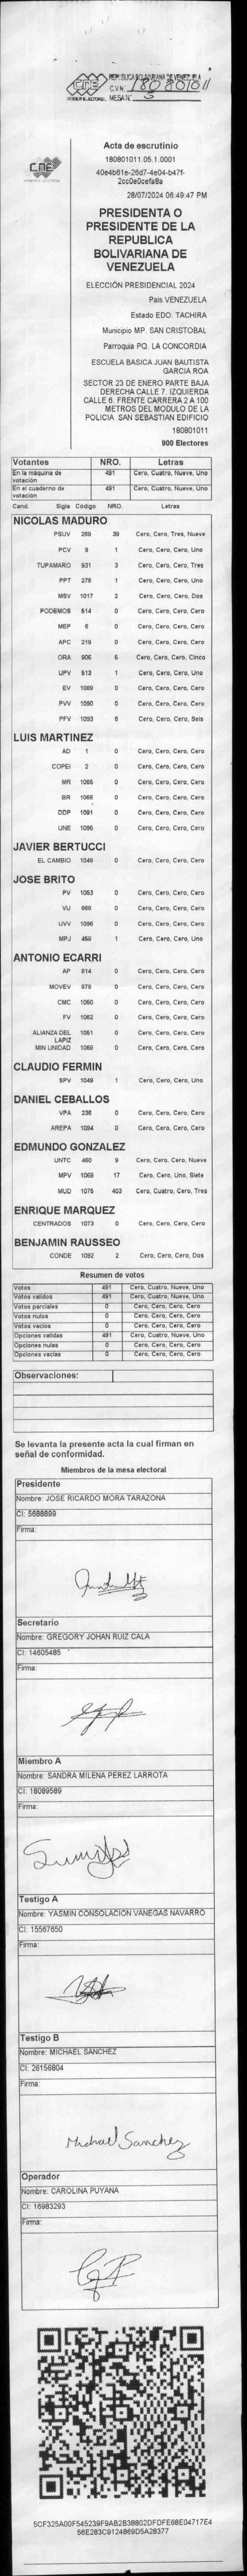 cne
PODER ELECTORAL
REPUBLICA BOLIVARIANA DE VENEZUELA
C.V.N° 180801011
MESA N° 5
cne
Acta de escrutinio
180801011.05.1.0001
40e4b61e-26d7-4e04-b47f-
2cc0e0cefa8a
28/07/2024 06:49:47 PM
PRESIDENTA O
PRESIDENTE DE LA
REPUBLICA
BOLIVARIANA DE
VENEZUELA
ELECCIÓN PRESIDENCIAL 2024
País VENEZUELA
Estado EDO. TACHIRA
Municipio MP. SAN CRISTOBAL
Parroquia PQ. LA CONCORDIA
ESCUELA BASICA JUAN BAUTISTA
GARCIA ROA
SECTOR 23 DE ENERO PARTE BAJA
DERECHA CALLE 7. IZQUIERDA
CALLE 6. FRENTE CARRERA 2 A 100
METROS DEL MODULO DE LA
POLICIA SAN SEBASTIAN EDIFICIO
180801011
900 Electores
Votantes NRO. Letras
En la máquina de votación 491 Cero, Cuatro, Nueve, Uno
En el cuaderno de votación 491 Cero, Cuatro, Nueve, Uno
Cand. Sigla Codigo NRO. Letras
NICOLAS MADURO
PSUV 269 39 Cero, Cero, Tres, Nueve
PCV 9 1 Cero, Cero, Cero, Uno
TUPAMARO 931 3 Cero, Cero, Cero, Tres
PPT 276 1 Cero, Cero, Cero, Uno
MSV 1017 2 Cero, Cero, Cero, Dos
PODEMOS 514 0 Cero, Cero, Cero, Cero
MEP 6 0 Cero, Cero, Cero, Cero
APC 219 0 Cero, Cero, Cero, Cero
ORA 906 Cero, Cero, Cero, Cinco
UPV 513 1 Cero, Cero, Cero, Uno
EV 1089 0 Cero, Cero, Cero, Cero
PVV 1090 0 Cero, Cero, Cero, Cero
PFV 1093 6 Cero, Cero, Cero, Seis
LUIS MARTINEZ
AD 1 0 Cero, Cero, Cero, Cero
COPEI 2 0 Cero, Cero, Cero, Cero
MR 1065 0 Cero, Cero, Cero, Cero
BR 1066 0 Cero, Cero, Cero, Cero
DDP 1091 0 Cero, Cero, Cero, Cero
UNE 1095 0 Cero, Cero, Cero, Cero
JAVIER BERTUCCI
EL CAMBIO 1048 0 Cero, Cero, Cero, Cero
JOSE BRITO
PV 1053 0 Cero, Cero, Cero, Cero
VU 868 0 Cero, Cero, Cero, Cero
UVV 1096 0 Cero, Cero, Cero, Cero
MPJ 459 1 Cero, Cero, Cero, Uno
ANTONIO ECARRI
AP 814 0 Cero, Cero, Cero, Cero
MOVEV 878 0 Cero, Cero, Cero, Cero
CMC 1050 0 Cero, Cero, Cero, Cero
FV 1062 0 Cero, Cero, Cero, Cero
ALIANZA DEL LAPIZ 1051 0 Cero, Cero, Cero, Cero
MIN UNIDAD 1068 0 Cero, Cero, Cero, Cero
CLAUDIO FERMIN
SPV 1049 1 Cero, Cero, Cero, Uno
DANIEL CEBALLOS
VPA 236 0 Cero, Cero, Cero, Cero
AREPA 1094 0 Cero, Cero, Cero, Cero
EDMUNDO GONZALEZ
UNTC 460 9 Cero, Cero, Cero, Nueve
MPV 1069 17 Cero, Cero, Uno, Siete
MUD 1075 403 Cero, Cuatro, Cero, Tres
ENRIQUE MARQUEZ
CENTRADOS 1073 0 Cero, Cero, Cero, Cero
BENJAMIN RAUSSEO
CONDE 1092 2 Cero, Cero, Cero, Dos
Resumen de votos
Votos 491 Cero, Cuatro, Nueve, Uno
Votos validos 491 Cero, Cuatro, Nueve, Uno
Votos parciales 0 Cero, Cero, Cero, Cero
Votos nulos 0 Cero, Cero, Cero, Cero
Votos vacios 0 Cero, Cero, Cero, Cero
Opciones validas 491 Cero, Cuatro, Nueve, Uno
Opciones nulas 0 Cero, Cero, Cero, Cero
Opciones vacias 0 Cero, Cero, Cero, Cero
Observaciones:
Se levanta la presente acta la cual firman en
señal de conformidad.
Miembros de la mesa electoral
Presidente
Nombre: JOSE RICARDO MORA TARAZONA
CI: 5688899
Firma:
Secretario
Nombre: GREGORY JOHAN RUIZ CALA
CI: 14605485
Firma:
Miembro A
Nombre: SANDRA MILENA PEREZ LARROTA
CI: 18089589
Firma:
Testigo A
Nombre: YASMIN CONSOLACION VANEGAS NAVARRO
CI: 15567650
Firma:
Testigo B
Nombre: MICHAEL SANCHEZ
CI: 26156804
Firma:
Michael Sanchez
Operador
Nombre: CAROLINA PUYANA
CI: 16983293
Firma:
5CF325A00F545239F9AB2B38802DFDFE68E04717E4
56E283C9124869D5A28377